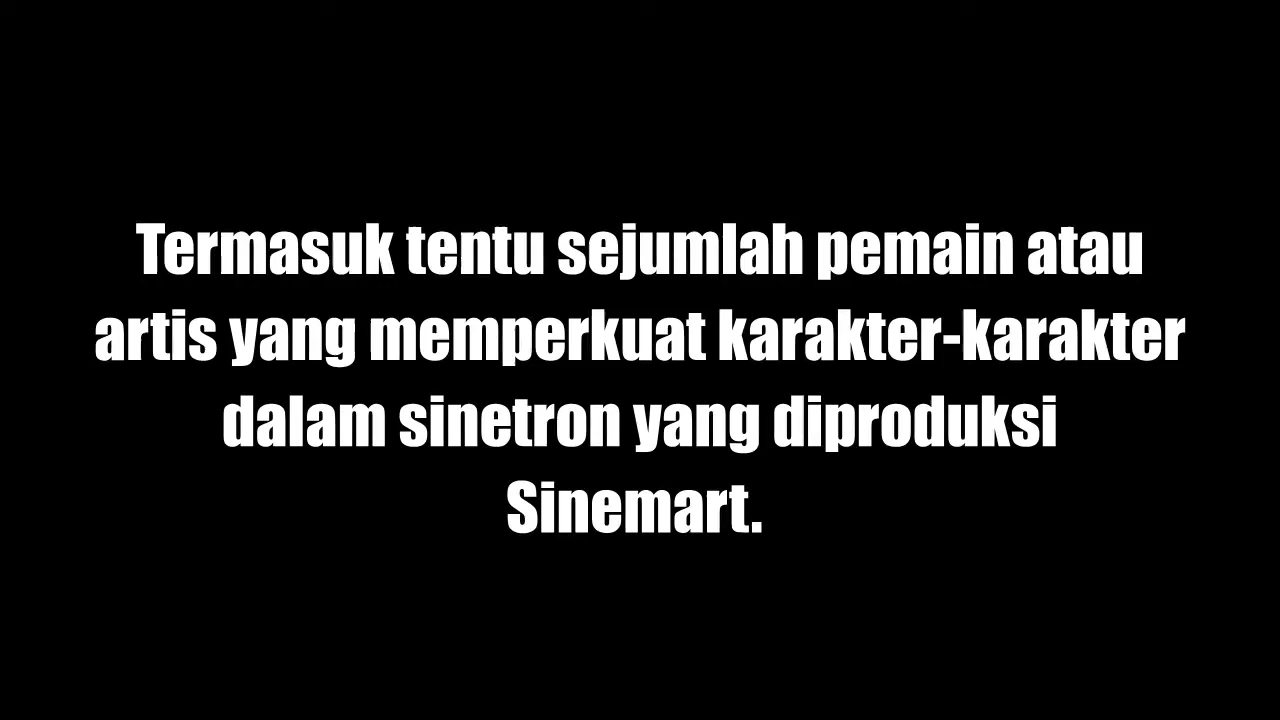 Termasuk tentu sejumlah pemain atau
artis yang memperkuat karakter-karakter
dalam sinetron yang diproduksi
Sinemart.